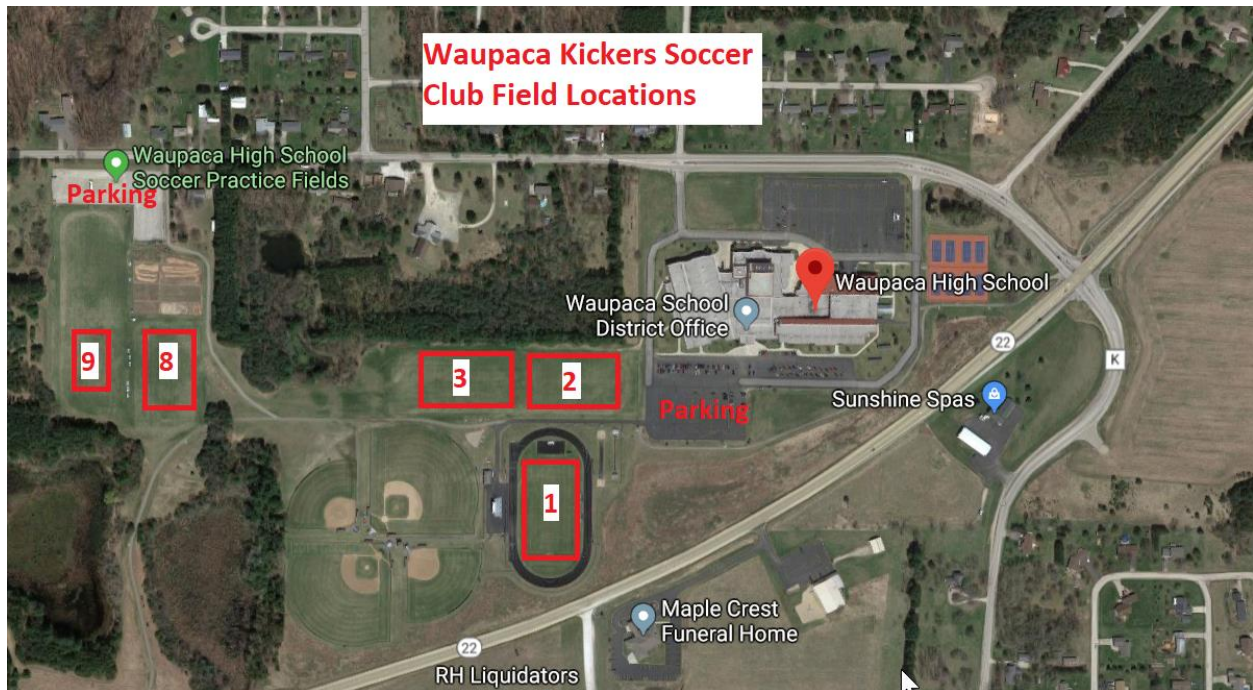 Waupaca Kickers Soccer
Club Field Locations
Waupaca High School
Soccer Practice Fields
Parking
Waupaca High School
Waupaca School
District Office
22
K
9
8
3
2
Sunshine Spas
Parking
1
Maple Crest
Funeral Home
22
RH Liquidators